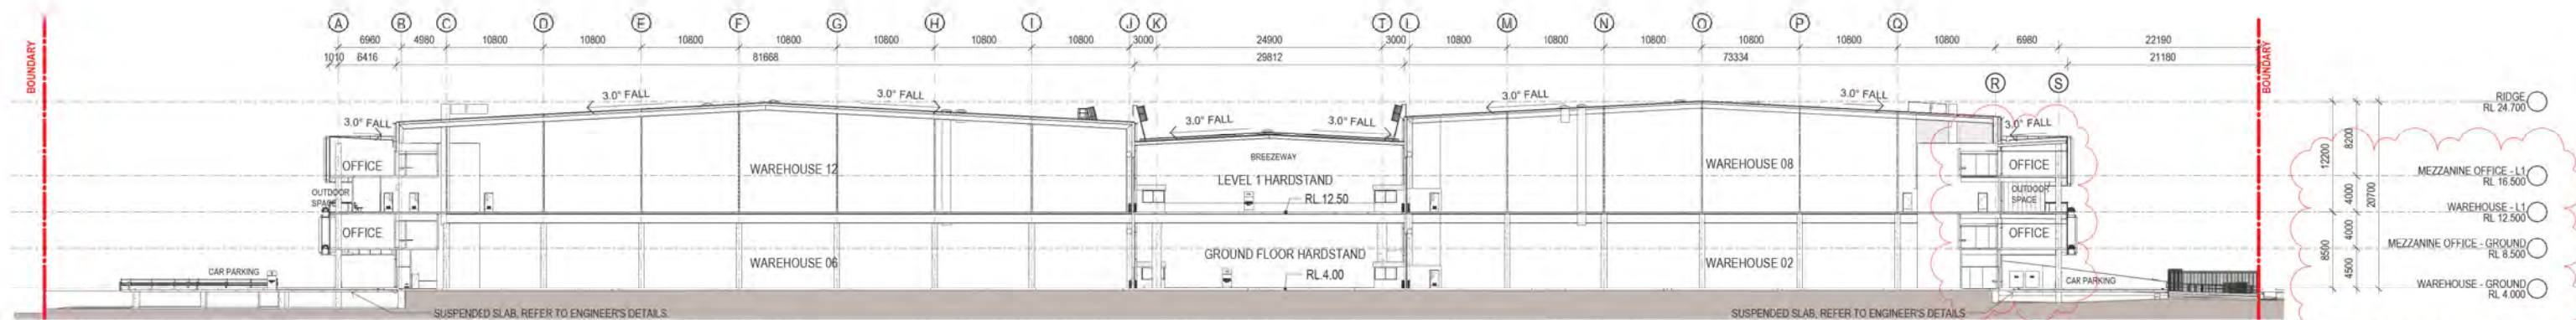 A B C D E F G H I J K T L M N O P Q
6960 4980 10800 10800 10800 10800 10800 10800 10800 3000 24900 3000 10800 10800 10800 10800 10800 10800 6980 22190
1010 6416 81668 29812 73334 21180
BOUNDARY
BOUNDARY
R S
3.0° FALL
3.0° FALL
3.0° FALL
3.0° FALL
3.0° FALL
3.0° FALL
3.0° FALL
3.0° FALL
RIDGE
RL 24.700
OFFICE
WAREHOUSE 12
BREEZEWAY
LEVEL 1 HARDSTAND
RL 12.50
WAREHOUSE 08
OFFICE
OUTDOOR
SPACE
OUTDOOR
SPACE
12200
8200
4000
20700
MEZZANINE OFFICE - L1
RL 16.500
WAREHOUSE - L1
RL 12.500
OFFICE
WAREHOUSE 06
GROUND FLOOR HARDSTAND
RL 4.00
WAREHOUSE 02
OFFICE
8500
4000
4500
MEZZANINE OFFICE - GROUND
RL 8.500
WAREHOUSE - GROUND
RL 4.000
CAR PARKING
CAR PARKING
SUSPENDED SLAB, REFER TO ENGINEER'S DETAILS.
SUSPENDED SLAB, REFER TO ENGINEER'S DETAILS